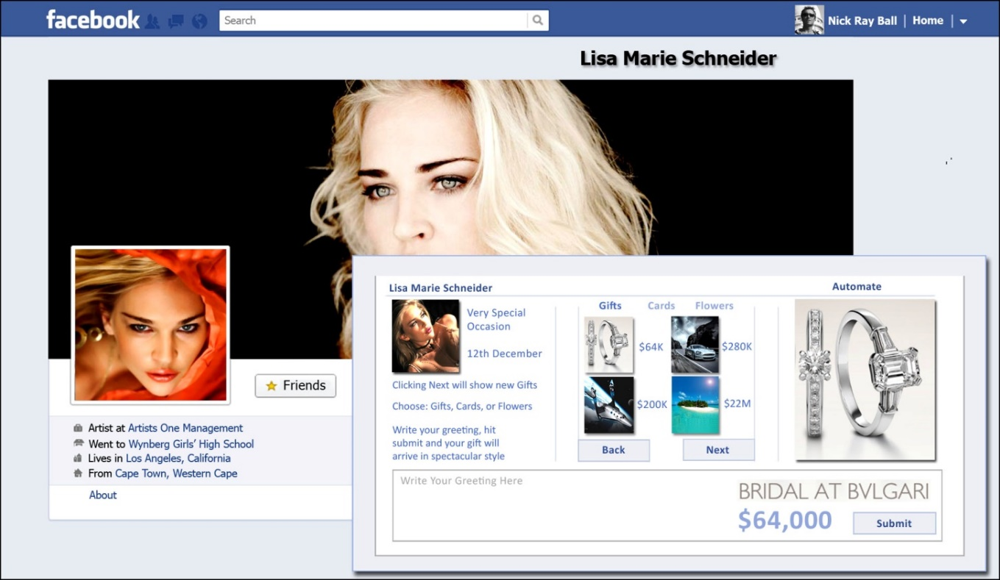 facebook
Search
Nick Ray Ball | Home |
Lisa Marie Schneider
Friends
Artist at Artists One Management
Went to Wynberg Girls' High School
Lives in Los Angeles, California
From Cape Town, Western Cape
About
Lisa Marie Schneider
Very Special
Occasion
12th December
Clicking Next will show new Gifts
Choose: Gifts, Cards, or Flowers
Write your greeting, hit
submit and your gift will
arrive in spectacular style
Gifts Cards Flowers
$64K $280K
$200K $22M
Back Next
Automate
Write Your Greeting Here
BRIDAL AT BVLGARI
$64,000
Submit